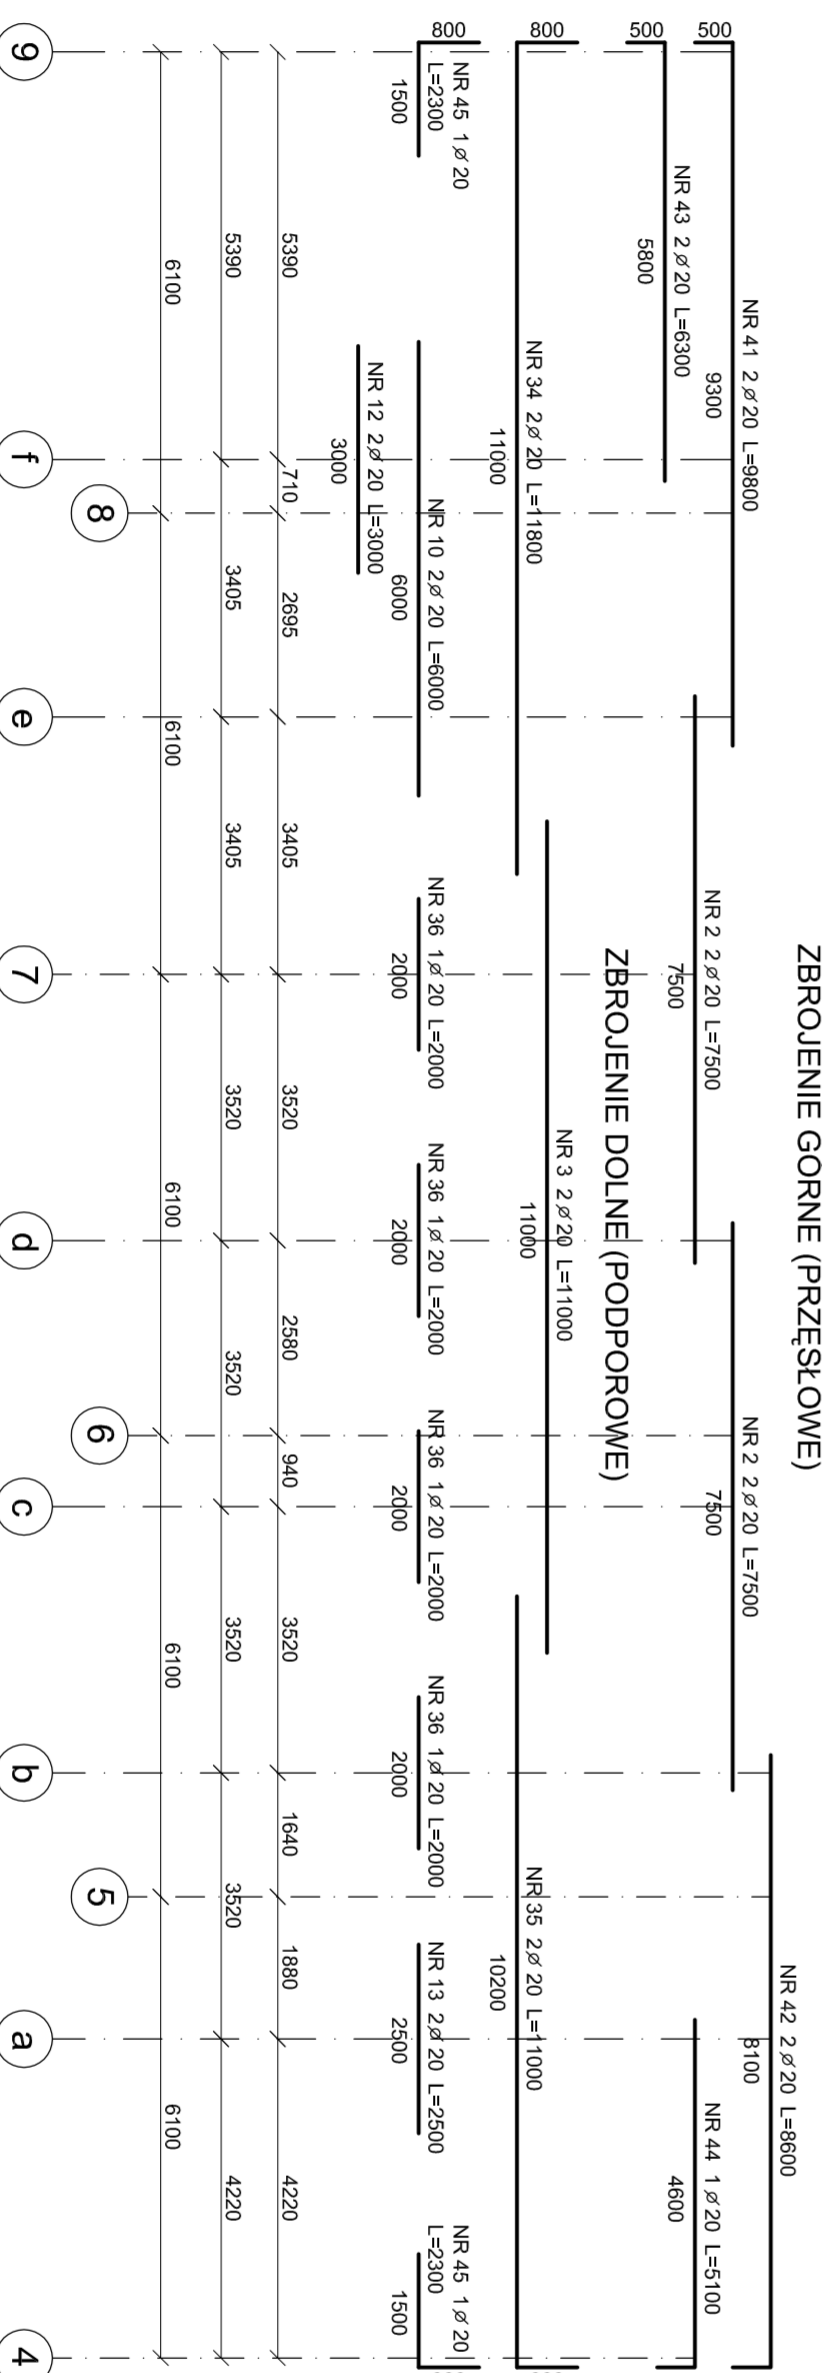 ZBROJENIE GÓRNE (PRZĘSŁOWE)
NR 42 2 ⌀ 20 L=8600
8100
NR 41 2 ⌀ 20 L=9800
9300
500
NR 2 2 ⌀ 20 L=7500
7500
NR 2 2 ⌀ 20 L=7500
7500
NR 44 1 ⌀ 20 L=5100
4600
NR 43 2 ⌀ 20 L=6300
5800
500
ZBROJENIE DOLNE (PODPOROWE)
NR 3 2 ⌀ 20 L=11000
11000
800
NR 34 2 ⌀ 20 L=11800
11000
NR 35 2 ⌀ 20 L=11000
10200
800
NR 45 1 ⌀ 20
L=2300
1500
NR 10 2 ⌀ 20 L=6000
6000
NR 36 1 ⌀ 20 L=2000
2000
NR 36 1 ⌀ 20 L=2000
2000
NR 36 1 ⌀ 20 L=2000
2000
NR 36 1 ⌀ 20 L=2000
2000
NR 13 2 ⌀ 20 L=2500
2500
NR 45 1 ⌀ 20
L=2300
1500
NR 12 2 ⌀ 20 L=3000
3000
5390 710 2695 3405 3520 2580 940 3520 1640 1880 4220
5390 3405 3405 3520 3520 3520 3520 4220
6100 6100 6100 6100 6100
8 6 5
9 f e 7 d c b a 4